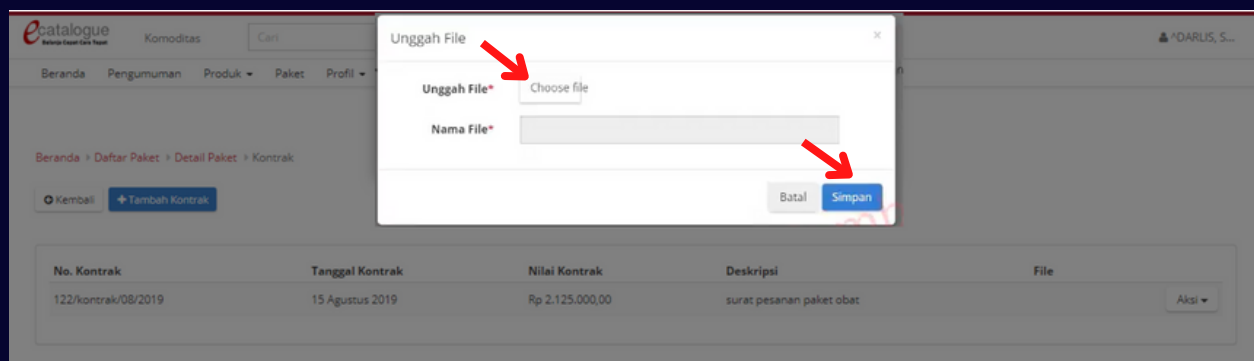 ecatalogue
Belanja Cepat Cara Tepat
Komoditas
Cari
^DARLIS, S...
Beranda Pengumuman Produk Paket Profil
Unggah File ×
Unggah File* Choose file
Nama File*
Batal Simpan
Beranda > Daftar Paket > Detail Paket > Kontrak
Kembali + Tambah Kontrak
No. Kontrak Tanggal Kontrak Nilai Kontrak Deskripsi File
122/kontrak/08/2019 15 Agustus 2019 Rp 2.125.000,00 surat pesanan paket obat Aksi